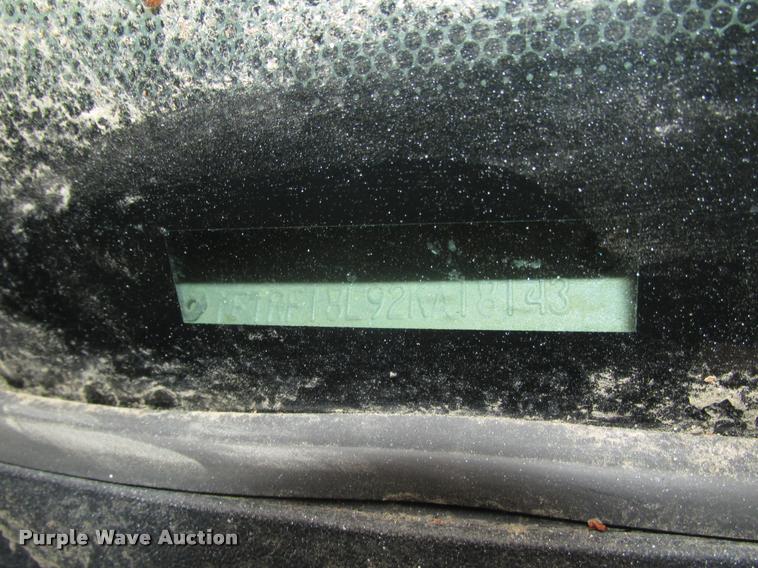 1FTRF18L92KA18143
Purple Wave Auction